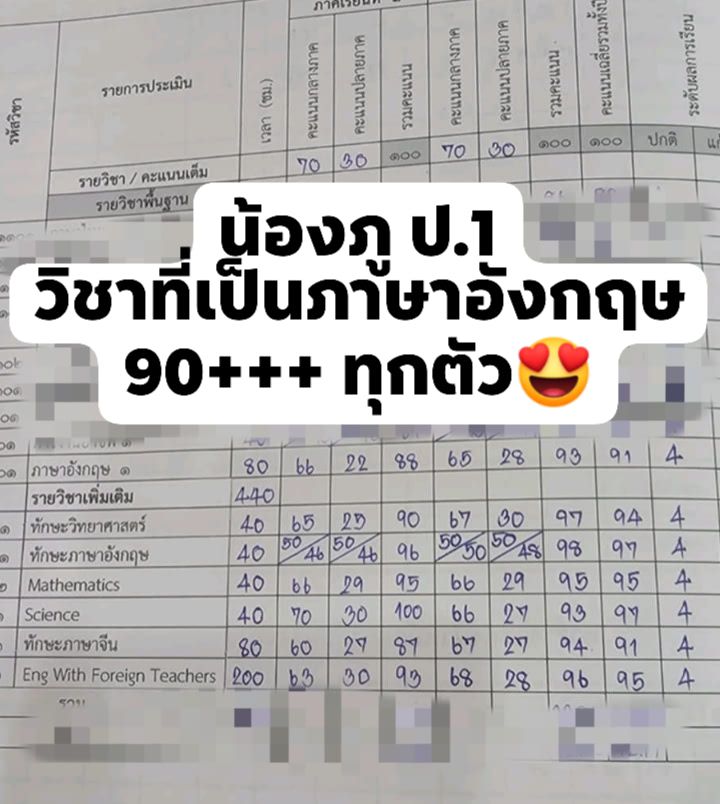 ภาคเรียนที่
รหัสวิชา
รายการประเมิน
เวลา (ชม.)
คะแนนกลางภาค
คะแนนปลายภาค
รวมคะแนน
คะแนนกลางภาค
คะแนนปลายภาค
รวมคะแนน
คะแนนเฉลี่ยรวมทั้งปี
ระดับผลการเรียน
รายวิชา / คะแนนเต็ม 70 30 ๑๐๐ 70 30 ๑๐๐ ๑๐๐ ปกติ
รายวิชาพื้นฐาน
น้องภู ป.1
วิชาที่เป็นภาษาอังกฤษ
90+++ ทุกตัว😍
ภาษาอังกฤษ ๑ 80 66 22 88 65 28 93 91 4
รายวิชาเพิ่มเติม 440
ทักษะวิทยาศาสตร์ 40 65 25 90 67 30 97 94 4
ทักษะภาษาอังกฤษ 40 50/46 50/46 96 50/50 50/48 98 97 4
Mathematics 40 66 29 95 66 29 95 95 4
Science 40 70 30 100 66 27 93 97 4
ทักษะภาษาจีน 80 60 27 87 67 27 94 91 4
Eng With Foreign Teachers 200 63 30 93 68 28 96 95 4